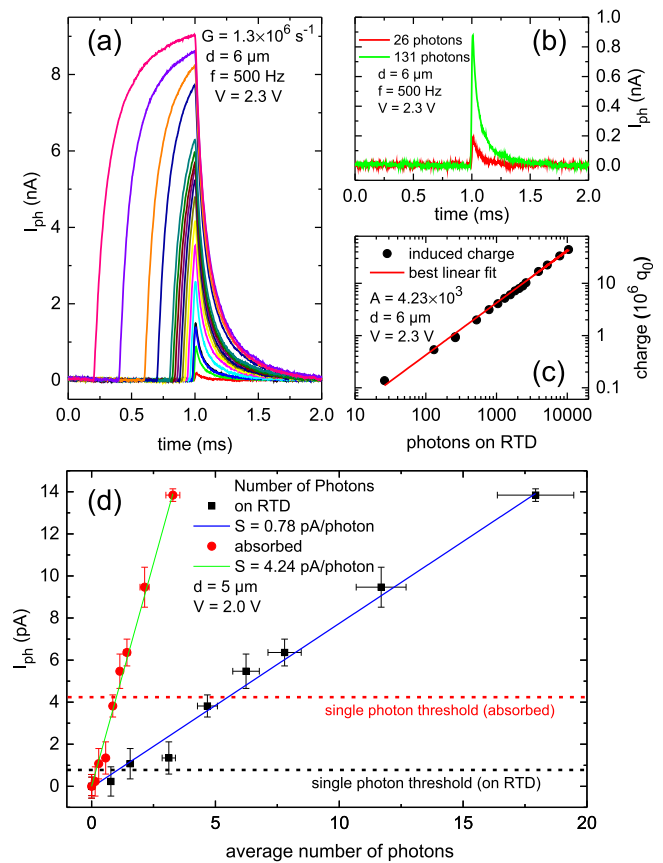 (a)
G = 1.3×10⁶ s⁻¹
d = 6 µm
f = 500 Hz
V = 2.3 V
I_ph (nA)
8
6
4
2
0
0.0 0.5 1.0 1.5 2.0
time (ms)
(b)
26 photons
131 photons
d = 6 µm
f = 500 Hz
V = 2.3 V
1.0
0.8
0.6
0.4
0.2
0.0
I_ph (nA)
0.0 0.5 1.0 1.5 2.0
time (ms)
induced charge
best linear fit
A = 4.23×10³
d = 6 µm
V = 2.3 V
(c)
10
1
0.1
charge (10⁶ q₀)
10 100 1000 10000
photons on RTD
(d)
Number of Photons
on RTD
S = 0.78 pA/photon
absorbed
S = 4.24 pA/photon
d = 5 µm
V = 2.0 V
I_ph (pA)
14
12
10
8
6
4
2
0
single photon threshold (absorbed)
single photon threshold (on RTD)
0 5 10 15 20
average number of photons